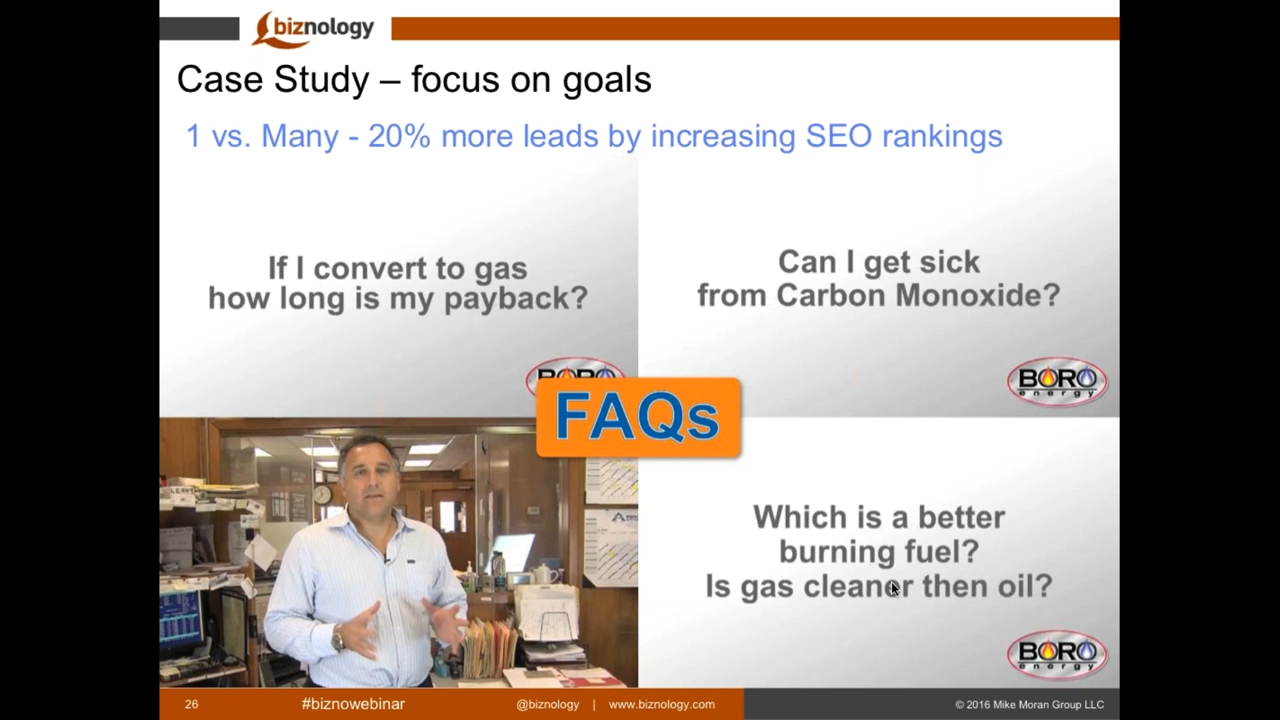 biznology
Case Study – focus on goals
1 vs. Many - 20% more leads by increasing SEO rankings
If I convert to gas
how long is my payback?
Can I get sick
from Carbon Monoxide?
BORO
BORO
energy
FAQs
Which is a better
burning fuel?
Is gas cleaner then oil?
BORO
energy
26
#biznowebinar
@biznology | www.biznology.com
© 2016 Mike Moran Group LLC